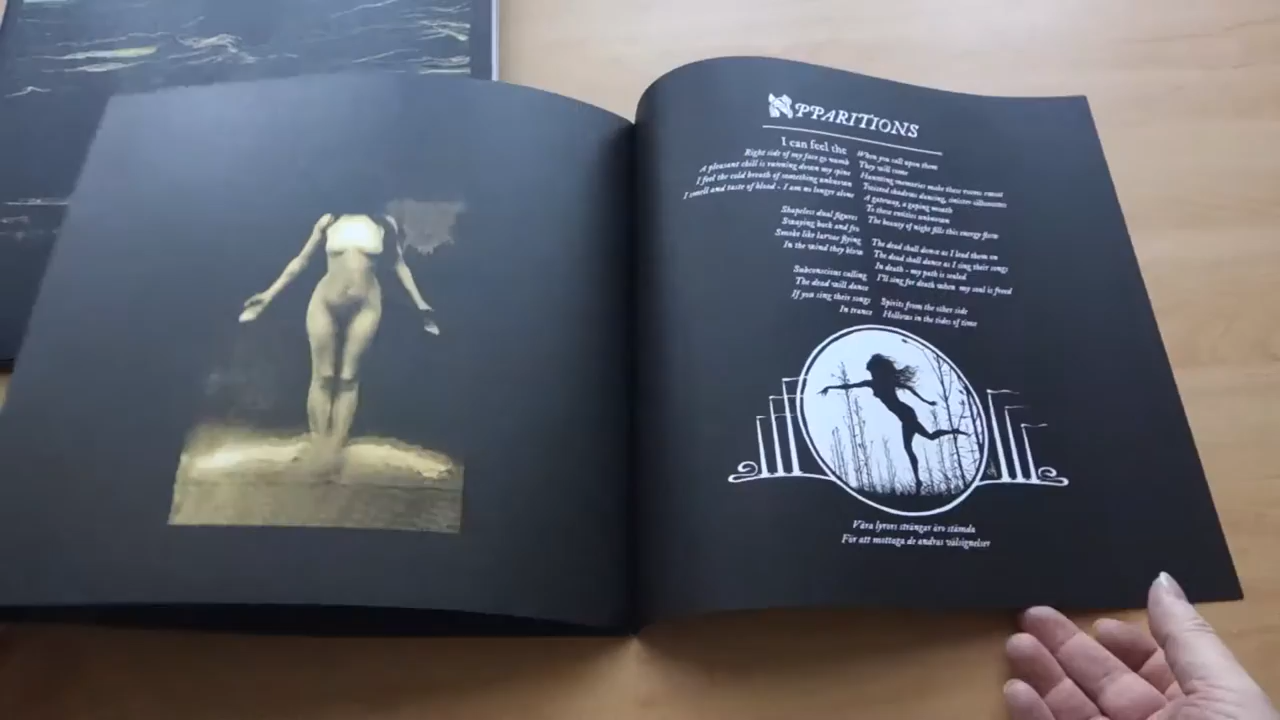 APPARITIONS
I can feel the
Right side of my face go numb
A pleasant chill is running down my spine
I feel the cold breath of something unknown
I smell and taste of blood - I am no longer alone
Shapeless dual figures
Swaying back and fro
Smoke like larvae flying
In the wind they blow
Subconscious calling
The dead will dance
If you sing their songs
In trance
When you call upon them
They will come
Haunting memories make these rooms
Twisted shadows dancing, sinister silhouettes
A gateway, a gaping mouth
To these entities unknown
The beauty of night fills this energy form
The dead shall dance as I lead them on
The dead shall dance as I sing their songs
In death - my path is sealed
I'll sing for death when my soul is freed
Spirits from the other side
Hollows in the tides of time
Våra lyrors strängar äro stämda
För att mottaga de andras välsignelser